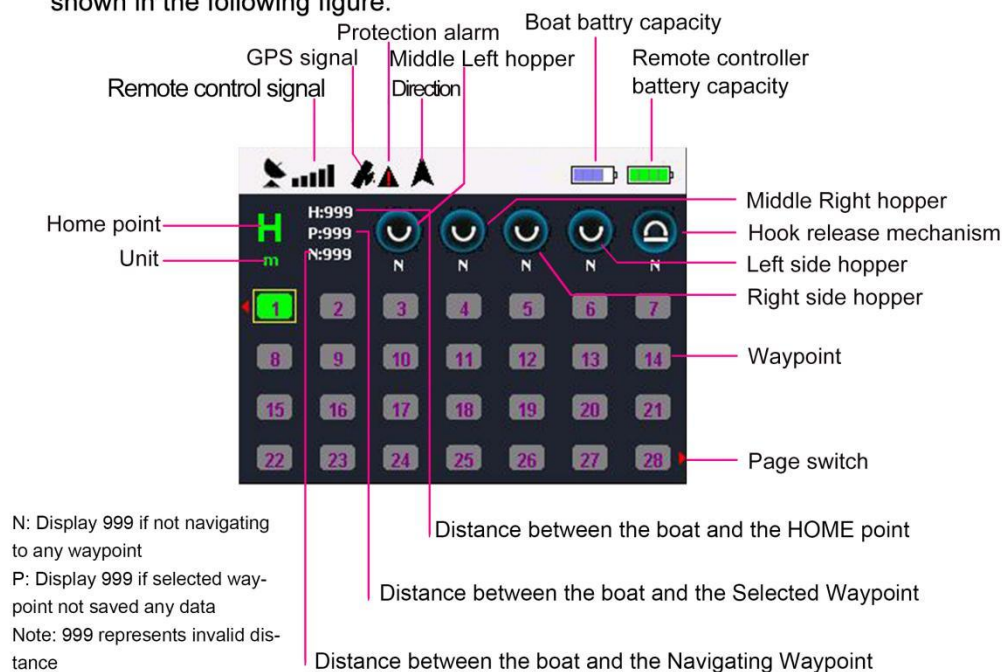 shown in the following figure.
Boat battry capacity
Protection alarm
GPS signal
Middle Left hopper
Remote controller
battery capacity
Remote control signal
Direction
Home point
Unit
H
m
H:999
P:999
N:999
N
N
N
N
N
Middle Right hopper
Hook release mechanism
Left side hopper
Right side hopper
1 2 3 4 5 6 7
8 9 10 11 12 13 14
Waypoint
15 16 17 18 19 20 21
22 23 24 25 26 27 28
Page switch
N: Display 999 if not navigating
to any waypoint
P: Display 999 if selected way-
point not saved any data
Note: 999 represents invalid dis-
tance
Distance between the boat and the HOME point
Distance between the boat and the Selected Waypoint
Distance between the boat and the Navigating Waypoint